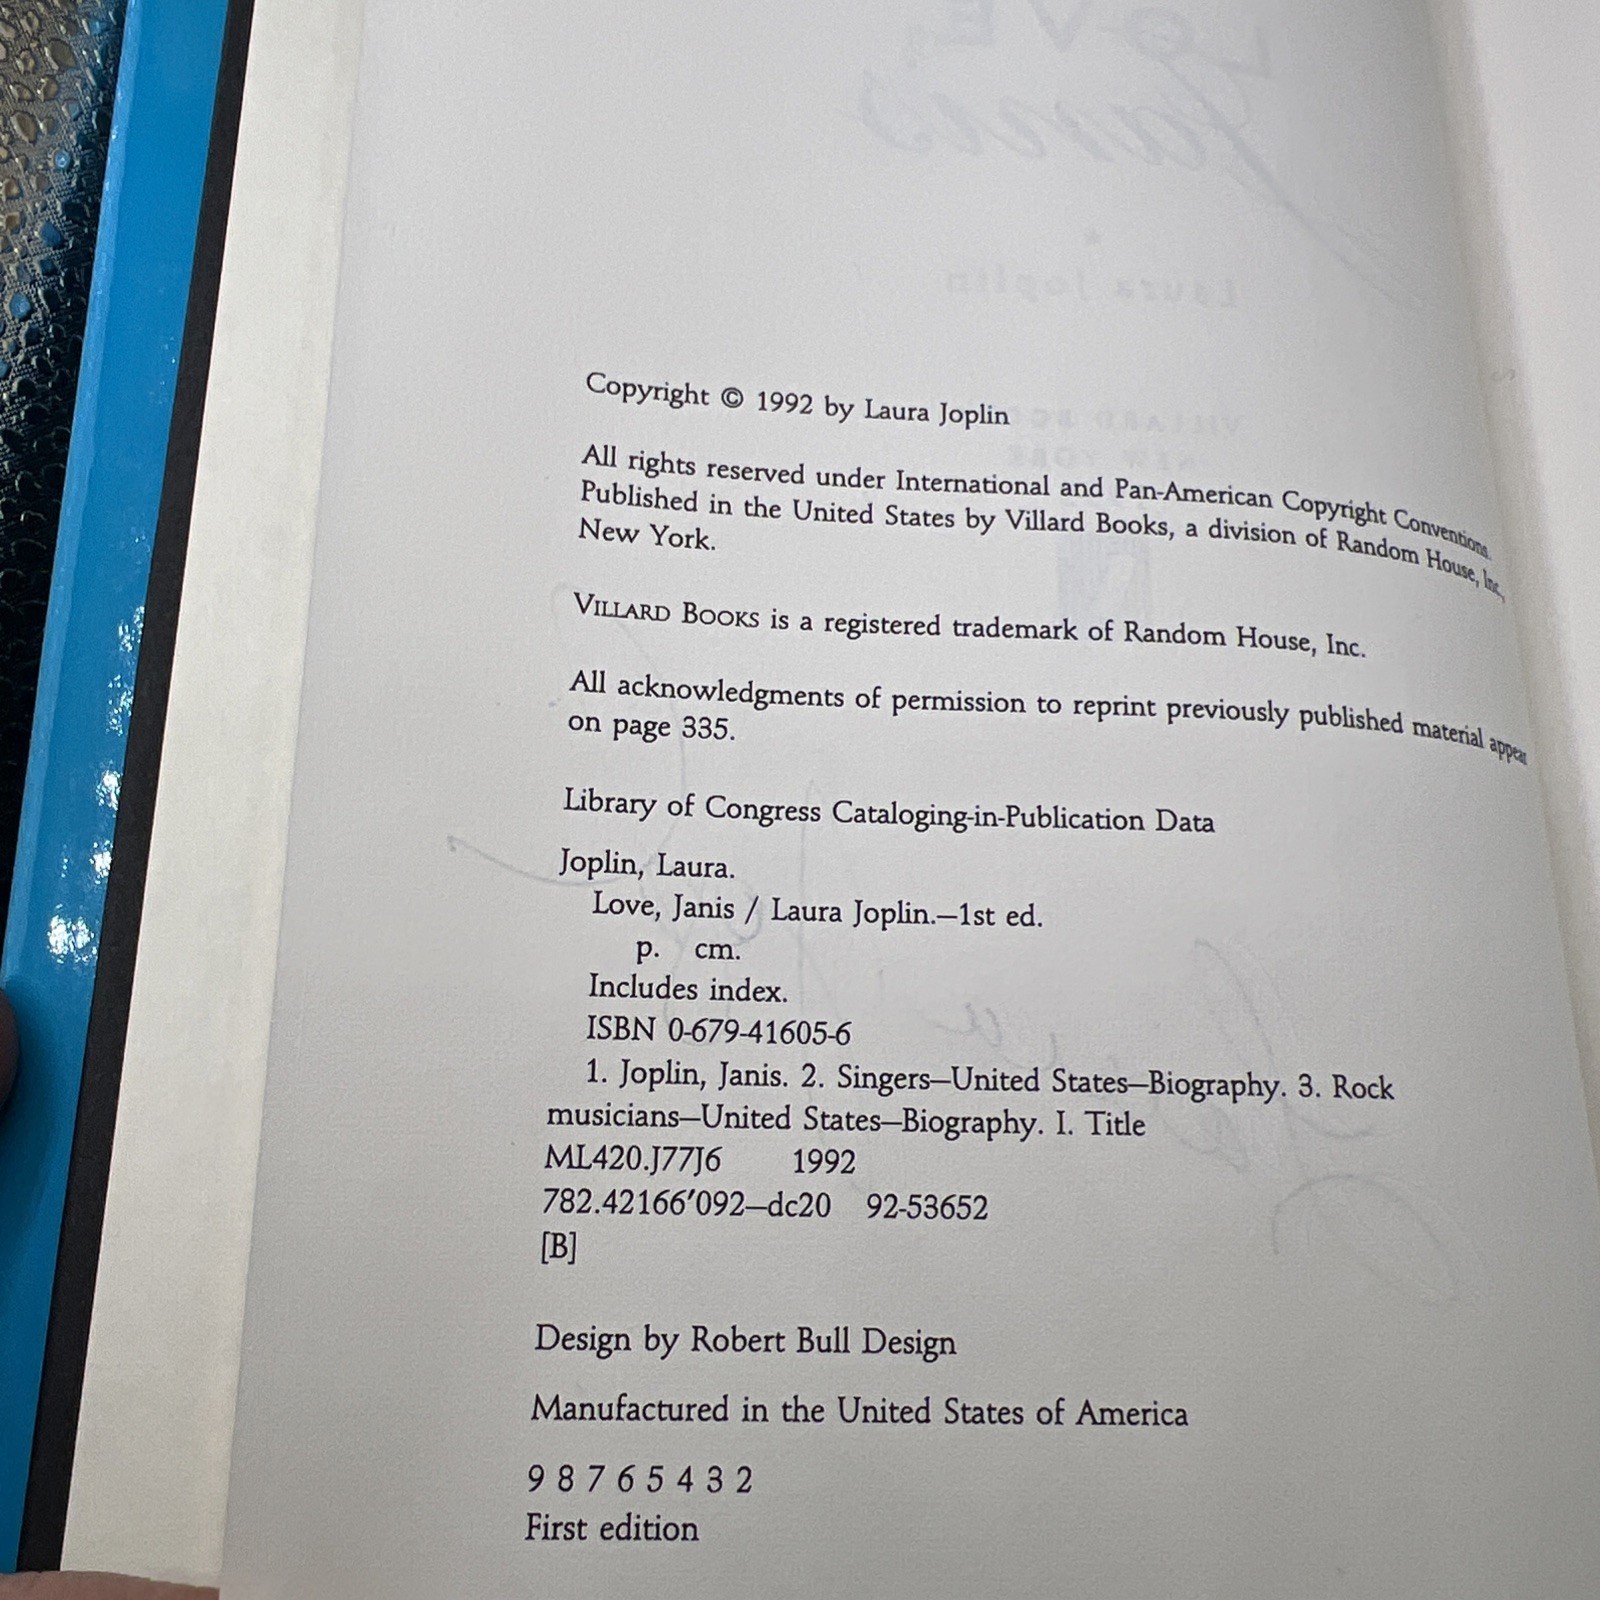 LOVE,
Janis
Laura Joplin
Copyright © 1992 by Laura Joplin
All rights reserved under International and Pan-American Copyright Conventions.
Published in the United States by Villard Books, a division of Random House, Inc.,
New York.
VILLARD BOOKS is a registered trademark of Random House, Inc.
All acknowledgments of permission to reprint previously published material appear
on page 335.
Library of Congress Cataloging-in-Publication Data
Joplin, Laura.
Love, Janis / Laura Joplin.—1st ed.
p. cm.
Includes index.
ISBN 0-679-41605-6
1. Joplin, Janis. 2. Singers—United States—Biography. 3. Rock
musicians—United States—Biography. I. Title
ML420.J77J6 1992
782.42166'092—dc20 92-53652
[B]
Design by Robert Bull Design
Manufactured in the United States of America
9 8 7 6 5 4 3 2
First edition